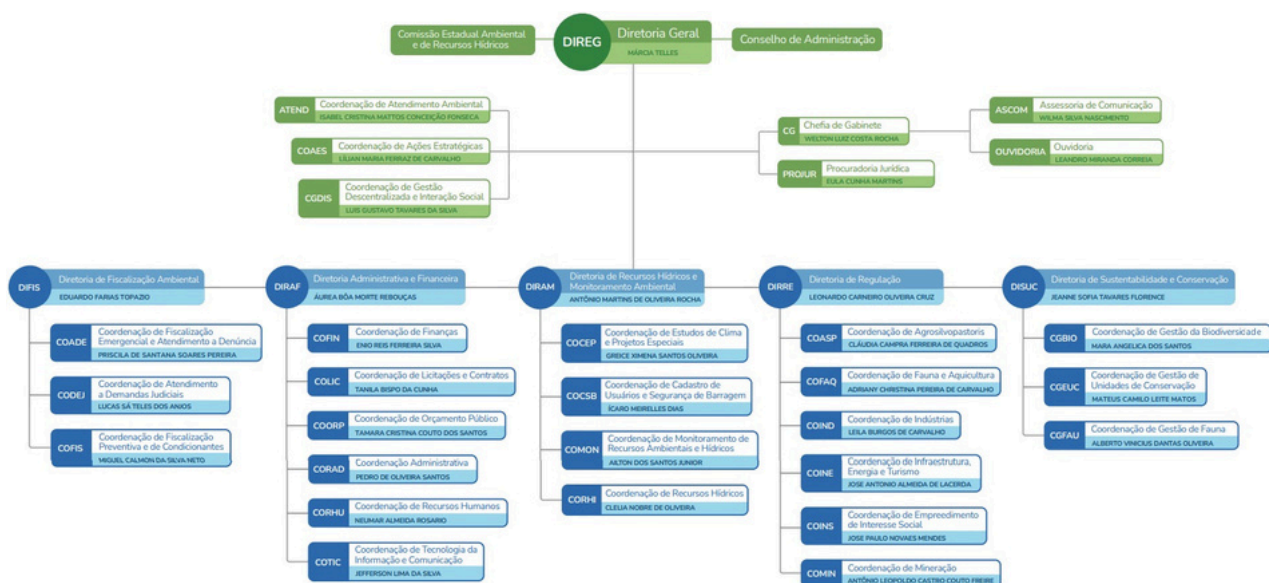 Comissão Estadual Ambiental
e de Recursos Hídricos
DIREG
Diretoria Geral
MÁRCIA TELLES
Conselho de Administração
ATEND
Coordenação de Atendimento Ambiental
ISABEL CRISTINA MATTOS CONCEIÇÃO FONSECA
COAES
Coordenação de Ações Estratégicas
LÍLIAN MARIA FERRAZ DE CARVALHO
CGDIS
Coordenação de Gestão
Descentralizada e Interação Social
LUIS GUSTAVO TAVARES DA SILVA
CG
Chefia de Gabinete
WELTON LUIZ COSTA ROCHA
PROJUR
Procuradoria Jurídica
EULA CUNHA MARTINS
ASCOM
Assessoria de Comunicação
WILMA SILVA NASCIMENTO
OUVIDORIA
Ouvidoria
LEANDRO MIRANDA CORREIA
DIFIS
Diretoria de Fiscalização Ambiental
EDUARDO FARIAS TOPAZIO
COADE
Coordenação de Fiscalização
Emergencial e Atendimento a Denúncia
PRISCILA DE SANTANA SOARES PEREIRA
CODEJ
Coordenação de Atendimento
a Demandas Judiciais
LUCAS SÁ TELES DOS ANJOS
COFIS
Coordenação de Fiscalização
Preventiva e de Condicionantes
MIGUEL CALMON DA SILVA NETO
DIRAF
Diretoria Administrativa e Financeira
ÁUREA BÔA MORTE REBOUÇAS
COFIN
Coordenação de Finanças
ENIO REIS FERREIRA SILVA
COLIC
Coordenação de Licitações e Contratos
TANILA BISPO DA CUNHA
COORP
Coordenação de Orçamento Público
TAMARA CRISTINA COUTO DOS SANTOS
CORAD
Coordenação Administrativa
PEDRO DE OLIVEIRA SANTOS
CORHU
Coordenação de Recursos Humanos
NEUMAR ALMEIDA ROSARIO
COTIC
Coordenação de Tecnologia da
Informação e Comunicação
JEFFERSON LIMA DA SILVA
DIRAM
Diretoria de Recursos Hídricos e
Monitoramento Ambiental
ANTÔNIO MARTINS DE OLIVEIRA ROCHA
COCEP
Coordenação de Estudos de Clima
e Projetos Especiais
GREICE XIMENA SANTOS OLIVEIRA
COCSB
Coordenação de Cadastro de
Usuários e Segurança de Barragem
ÍCARO MEIRELLES DIAS
COMON
Coordenação de Monitoramento de
Recursos Ambientais e Hídricos
AILTON DOS SANTOS JUNIOR
CORHI
Coordenação de Recursos Hídricos
CLELIA NOBRE DE OLIVEIRA
DIRRE
Diretoria de Regulação
LEONARDO CARNEIRO OLIVEIRA CRUZ
COASP
Coordenação de Agrosilvopastoris
CLÁUDIA CAMPRA FERREIRA DE QUADROS
COFAQ
Coordenação de Fauna e Aquicultura
ADRIANY CHRISTINA PEREIRA DE CARVALHO
COIND
Coordenação de Indústrias
LEILA BURGOS DE CARVALHO
COINE
Coordenação de Infraestrutura,
Energia e Turismo
JOSE ANTONIO ALMEIDA DE LACERDA
COINS
Coordenação de Empreedimento
de Interesse Social
JOSE PAULO NOVAES MENDES
COMIN
Coordenação de Mineração
ANTÔNIO LEOPOLDO CASTRO COUTO FREIRE
DISUC
Diretoria de Sustentabilidade e Conservação
JEANNE SOFIA TAVARES FLORENCE
CGBIO
Coordenação de Gestão da Biodiversicade
MARA ANGELICA DOS SANTOS
CGEUC
Coordenação de Gestão de
Unidades de Conservação
MATEUS CAMILO LEITE MATOS
CGFAU
Coordenação de Gestão de Fauna
ALBERTO VINICIUS DANTAS OLIVEIRA